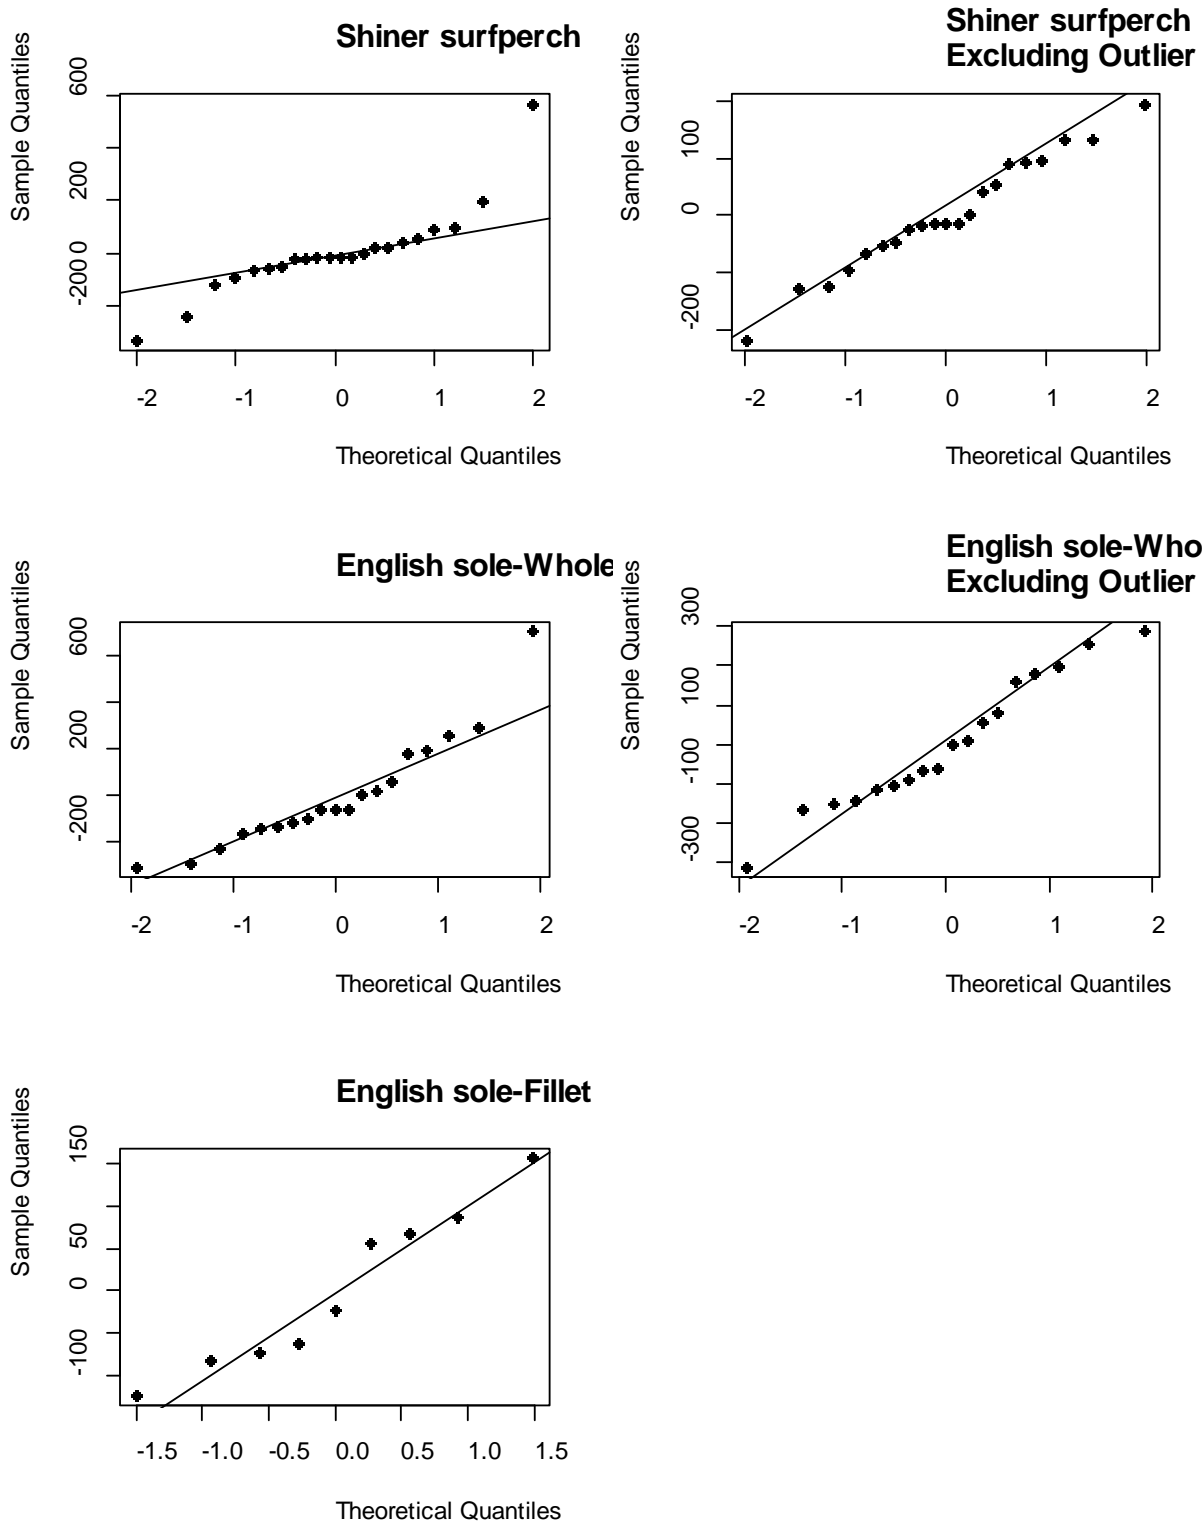 Shiner surfperch
Sample Quantiles
600
200
0
-200
-2 -1 0 1 2
Theoretical Quantiles
Shiner surfperch
Excluding Outlier
Sample Quantiles
100
0
-200
-2 -1 0 1 2
Theoretical Quantiles
English sole-Whole
Sample Quantiles
600
200
-200
-2 -1 0 1 2
Theoretical Quantiles
English sole-Who
Excluding Outlier
Sample Quantiles
300
100
-100
-300
-2 -1 0 1 2
Theoretical Quantiles
English sole-Fillet
Sample Quantiles
150
50
0
-100
-1.5 -1.0 -0.5 0.0 0.5 1.0 1.5
Theoretical Quantiles